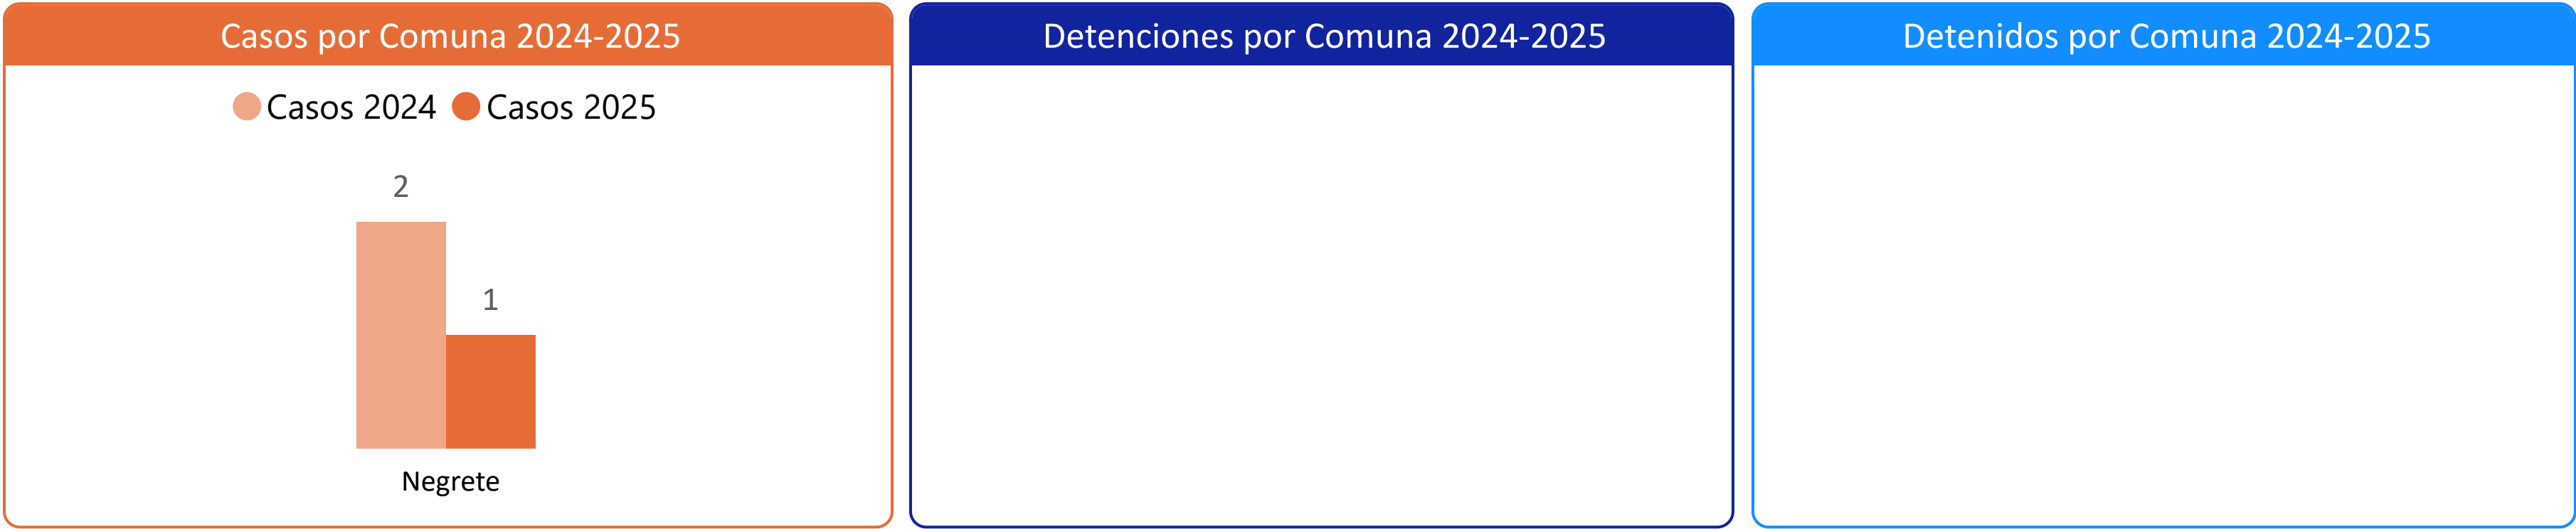 Casos por Comuna 2024-2025
Casos 2024 Casos 2025
2
1
Negrete
Detenciones por Comuna 2024-2025
Detenidos por Comuna 2024-2025